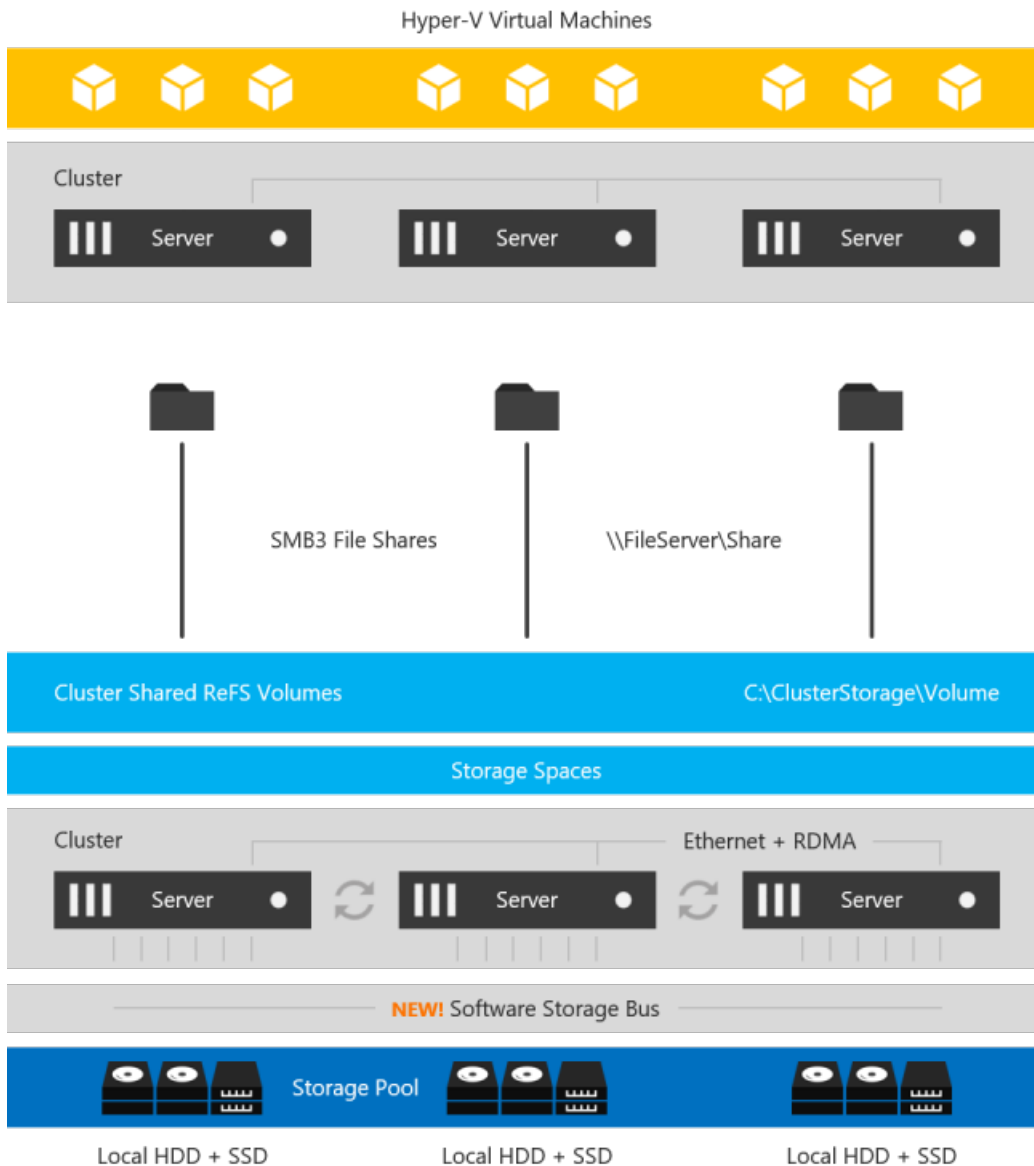 Hyper-V Virtual Machines
Cluster
Server
Server
Server
SMB3 File Shares
\\FileServer\Share
Cluster Shared ReFS Volumes
C:\ClusterStorage\Volume
Storage Spaces
Cluster
Ethernet + RDMA
Server
Server
Server
NEW! Software Storage Bus
Storage Pool
Local HDD + SSD
Local HDD + SSD
Local HDD + SSD